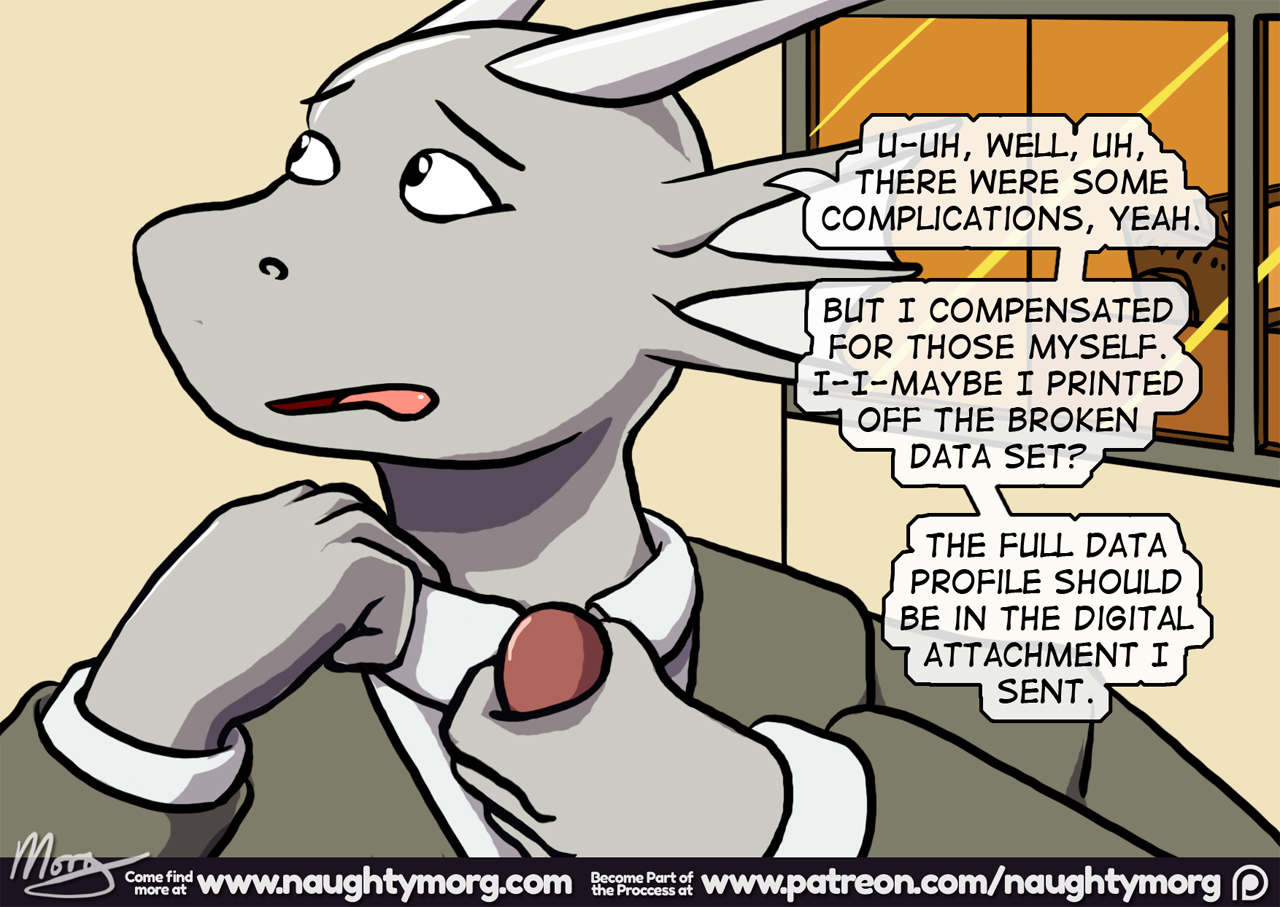 U-UH, WELL, UH,
THERE WERE SOME
COMPLICATIONS, YEAH.
BUT I COMPENSATED
FOR THOSE MYSELF.
I-I-MAYBE I PRINTED
OFF THE BROKEN
DATA SET?
THE FULL DATA
PROFILE SHOULD
BE IN THE DIGITAL
ATTACHMENT I
SENT.
Morg
Come find
more at
www.naughtymorg.com
Become Part of
the Proccess at
www.patreon.com/naughtymorg